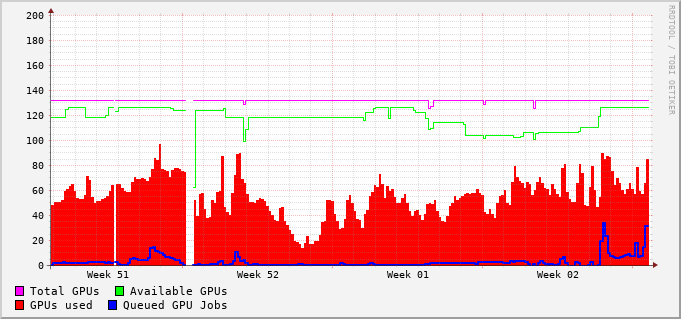 200
180
160
140
120
100
80
60
40
20
0
Week 51 Week 52 Week 01 Week 02
Total GPUs Available GPUs
GPUs used Queued GPU Jobs
RRDTOOL / TOBI OETIKER